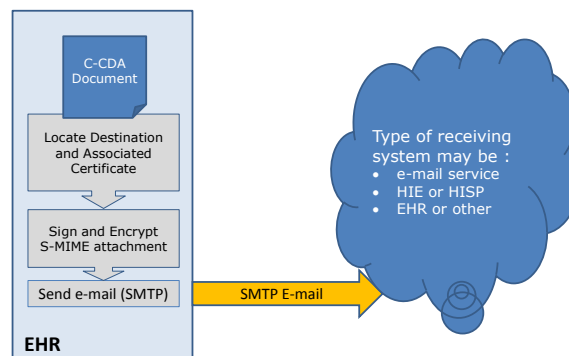 C-CDA
Document
Locate Destination
and Associated
Certificate
Sign and Encrypt
S-MIME attachment
Send e-mail (SMTP)
EHR
SMTP E-mail
Type of receiving
system may be :
• e-mail service
• HIE or HISP
• EHR or other